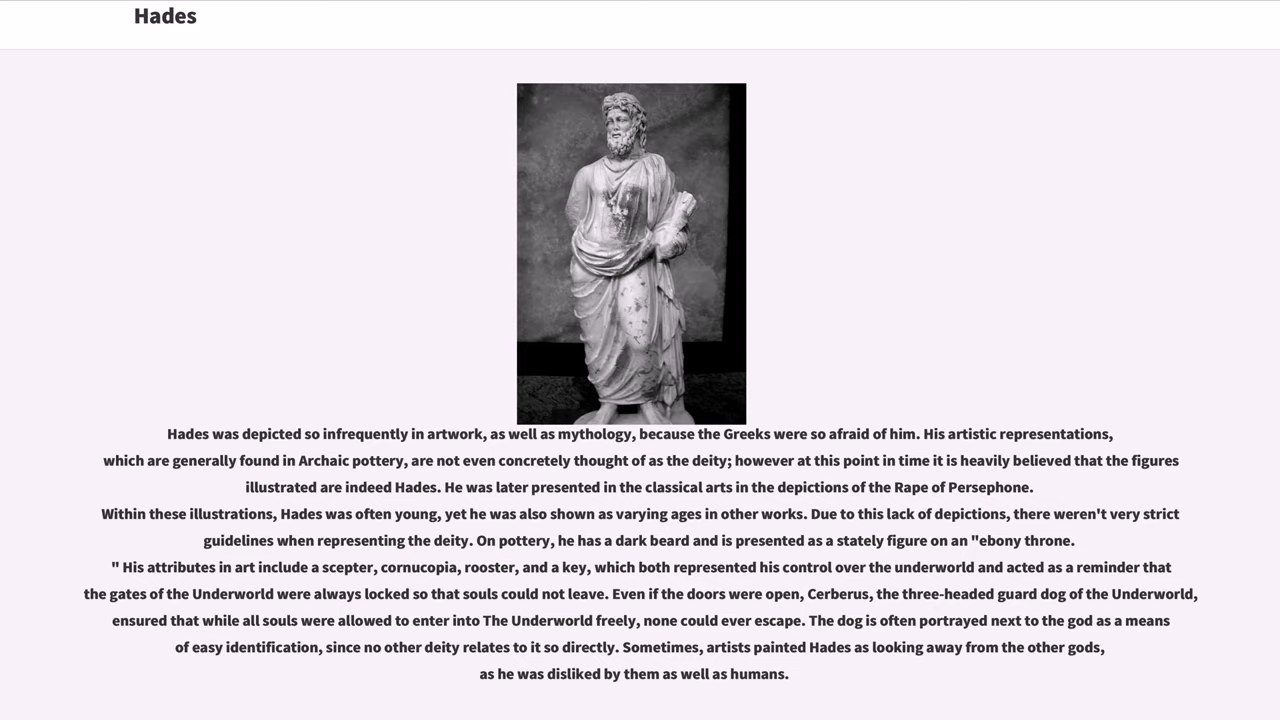 Hades
Hades was depicted so infrequently in artwork, as well as mythology, because the Greeks were so afraid of him. His artistic representations,
which are generally found in Archaic pottery, are not even concretely thought of as the deity; however at this point in time it is heavily believed that the figures
illustrated are indeed Hades. He was later presented in the classical arts in the depictions of the Rape of Persephone.
Within these illustrations, Hades was often young, yet he was also shown as varying ages in other works. Due to this lack of depictions, there weren't very strict
guidelines when representing the deity. On pottery, he has a dark beard and is presented as a stately figure on an "ebony throne.
" His attributes in art include a scepter, cornucopia, rooster, and a key, which both represented his control over the underworld and acted as a reminder that
the gates of the Underworld were always locked so that souls could not leave. Even if the doors were open, Cerberus, the three-headed guard dog of the Underworld,
ensured that while all souls were allowed to enter into The Underworld freely, none could ever escape. The dog is often portrayed next to the god as a means
of easy identification, since no other deity relates to it so directly. Sometimes, artists painted Hades as looking away from the other gods,
as he was disliked by them as well as humans.